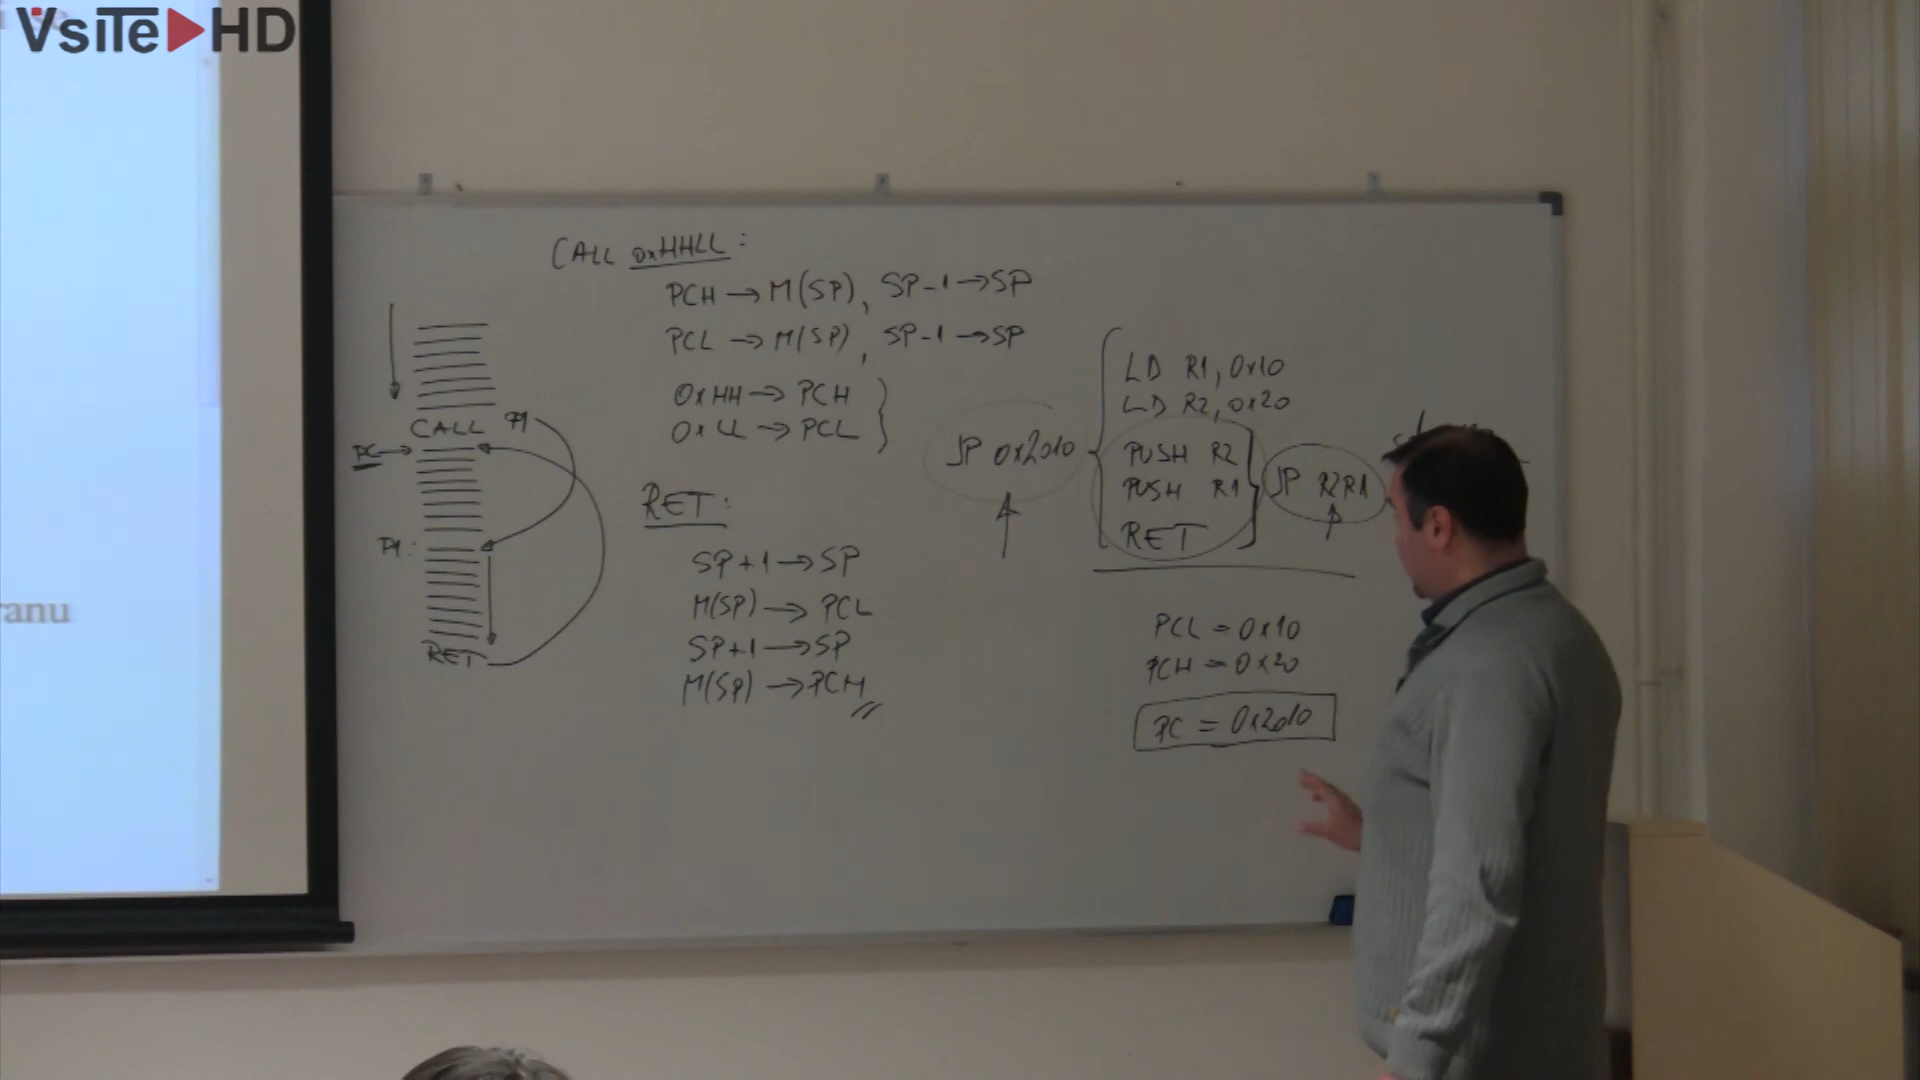 VsiTe HD
ranu
CALL 0xHHLL :
PCH → M(SP), SP-1 → SP
PCL → M(SP), SP-1 → SP
0xHH → PCH
0xLL → PCL
CALL P1
PC →
P1:
RET
RET:
SP+1 → SP
M(SP) → PCL
SP+1 → SP
M(SP) → PCH
JP 0x2010
LD R1, 0x10
LD R2, 0x20
PUSH R2
PUSH R1
RET
JP R2R1
PCL = 0x10
PCH = 0x20
PC = 0x2010